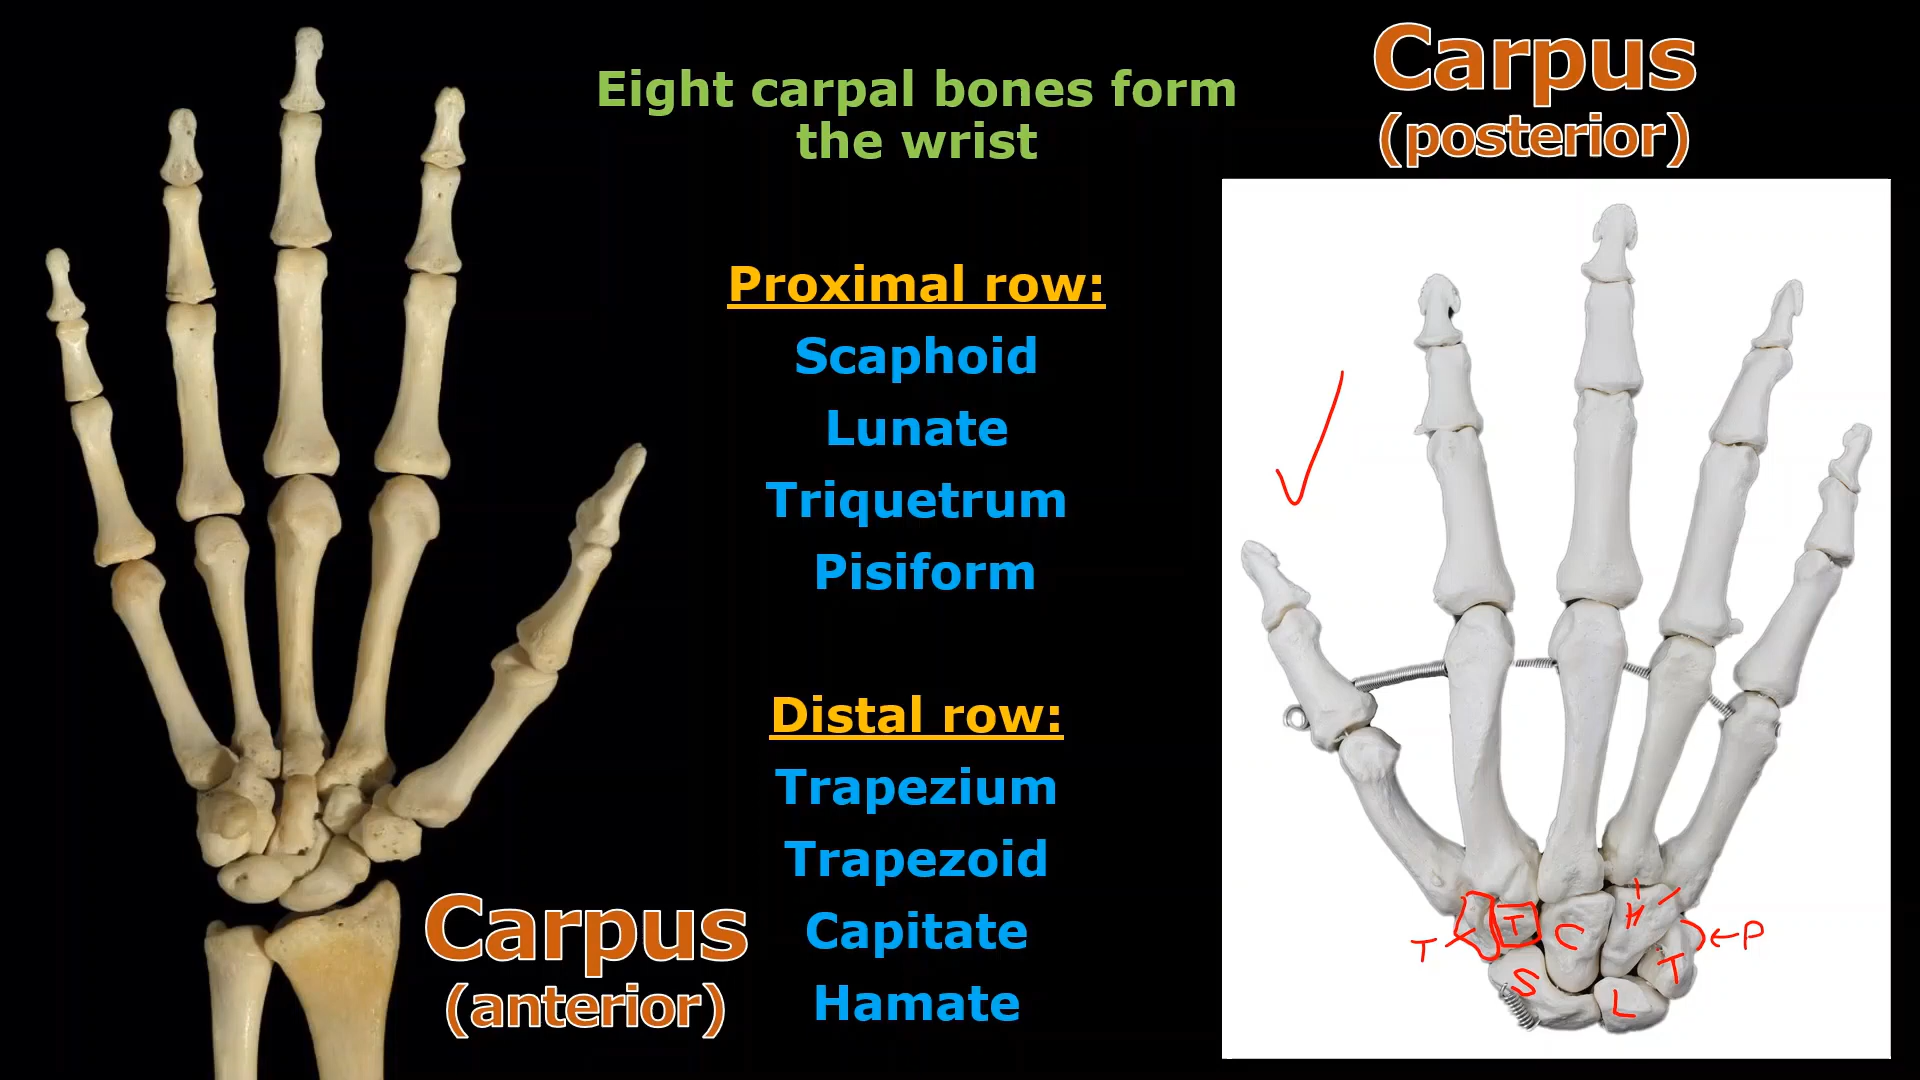 Eight carpal bones form
the wrist
Proximal row:
Scaphoid
Lunate
Triquetrum
Pisiform
Distal row:
Trapezium
Trapezoid
Capitate
Hamate
Carpus
(anterior)
Carpus
(posterior)
T
T
C
H
P
T
S
L